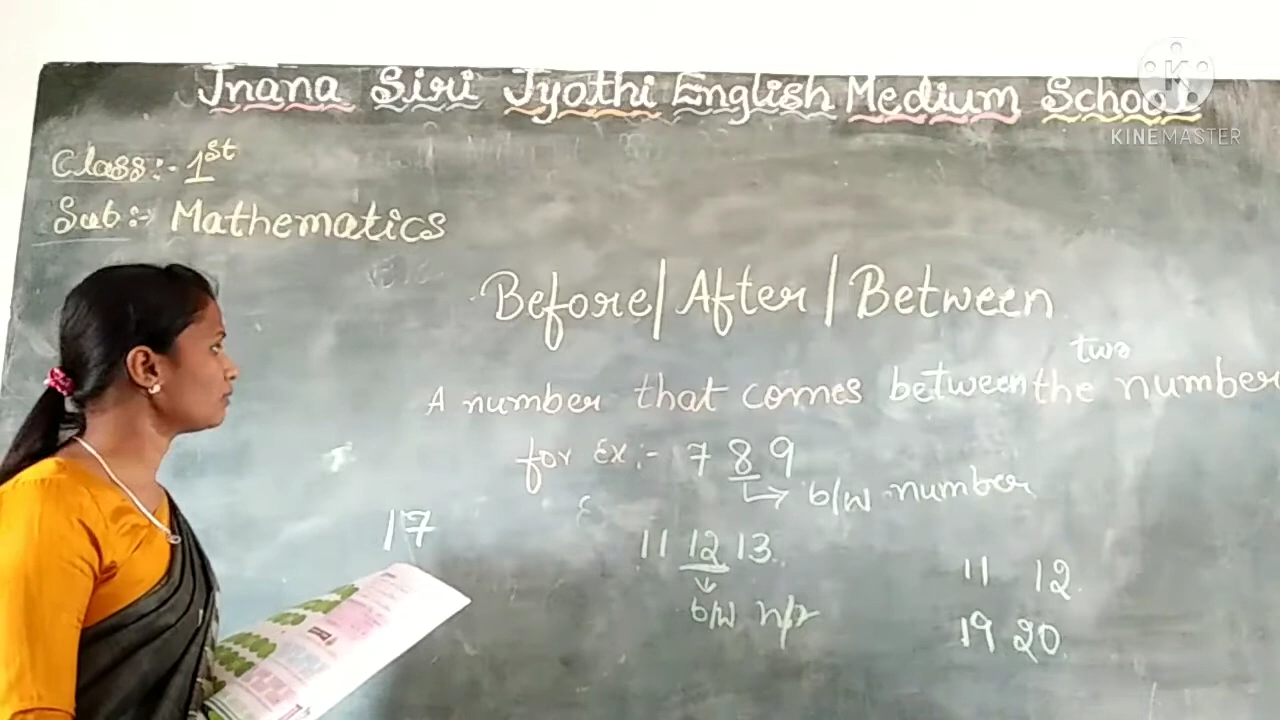 Jnana Siri Jyothi English Medium School
KINEMASTER
Class:- 1st
Sub:- Mathematics
Before/After/Between
two
A number that comes between the number
for Ex:- 7 8 9
b/w number
17
11 12 13
b/w n/r
11 12
19 20